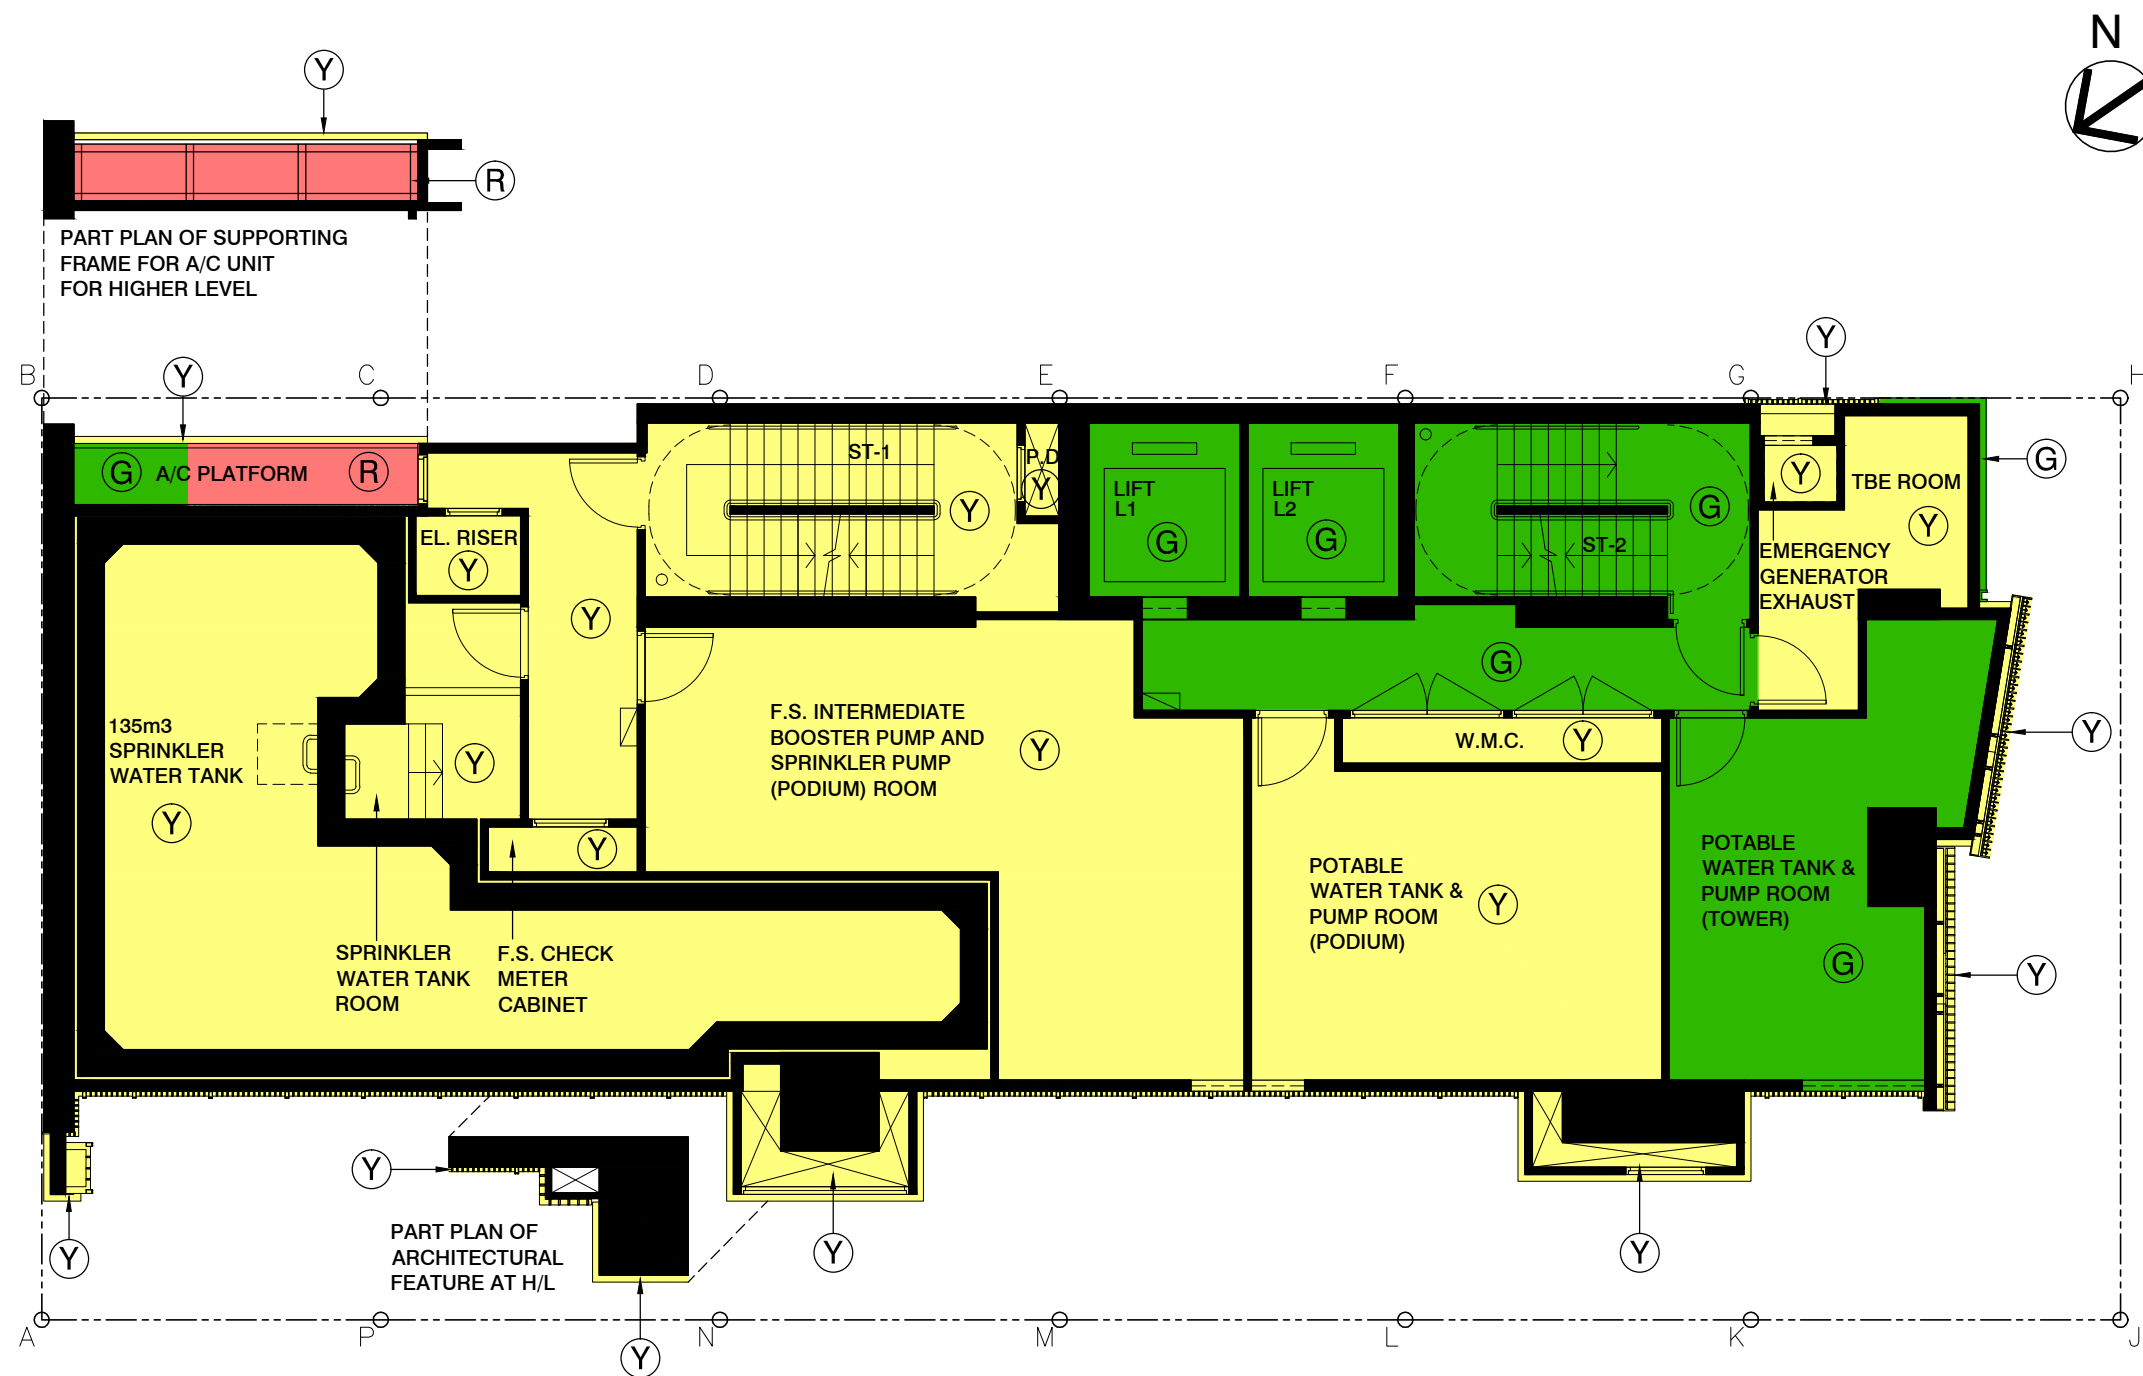 N
Y
R
PART PLAN OF SUPPORTING
FRAME FOR A/C UNIT
FOR HIGHER LEVEL
Y
B
C
D
E
F
G
H
Y
G
A/C PLATFORM
R
ST-1
P.D
Y
Y
LIFT
L1
G
LIFT
L2
G
G
ST-2
Y
TBE ROOM
Y
G
EMERGENCY
GENERATOR
EXHAUST
EL. RISER
Y
Y
G
135m3
SPRINKLER
WATER TANK
Y
Y
F.S. INTERMEDIATE
BOOSTER PUMP AND
SPRINKLER PUMP
(PODIUM) ROOM
Y
W.M.C.
Y
Y
Y
POTABLE
WATER TANK &
PUMP ROOM
(PODIUM)
Y
POTABLE
WATER TANK &
PUMP ROOM
(TOWER)
G
Y
SPRINKLER
WATER TANK
ROOM
F.S. CHECK
METER
CABINET
Y
Y
PART PLAN OF
ARCHITECTURAL
FEATURE AT H/L
Y
Y
Y
A
P
N
M
L
K
J